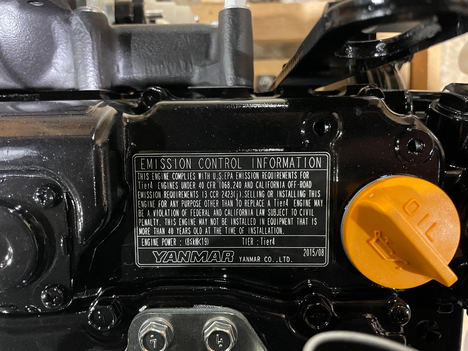 EMISSION CONTROL INFORMATION
THIS ENGINE COMPLIES WITH U.S.EPA EMISSION REQUIREMENTS FOR
Tier4 ENGINES UNDER 40 CFR 1068.240 AND CALIFORNIA OFF-ROAD
EMISSION REQUIREMENTS 13 CCR 2423(j). SELLING OR INSTALLING THIS
ENGINE FOR ANY PURPOSE OTHER THAN TO REPLACE A Tier4 ENGINE MAY
BE A VIOLATION OF FEDERAL AND CALIFORNIA LAW SUBJECT TO CIVIL
PENALTY. THIS ENGINE MAY NOT BE INSTALLED IN EQUIPMENT THAT IS
MORE THAN 40 YEARS OLD AT THE TIME OF INSTALLATION.
ENGINE POWER : TIER : Tier4 2015/08
YANMAR YANMAR CO.,LTD.
OIL